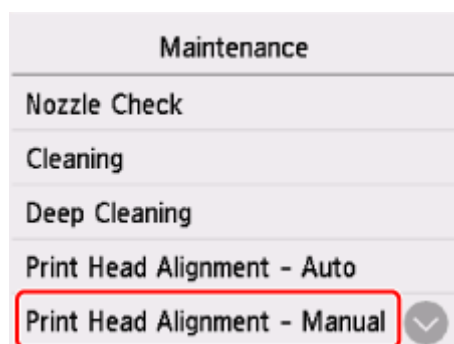 Maintenance
Nozzle Check
Cleaning
Deep Cleaning
Print Head Alignment - Auto
Print Head Alignment - Manual